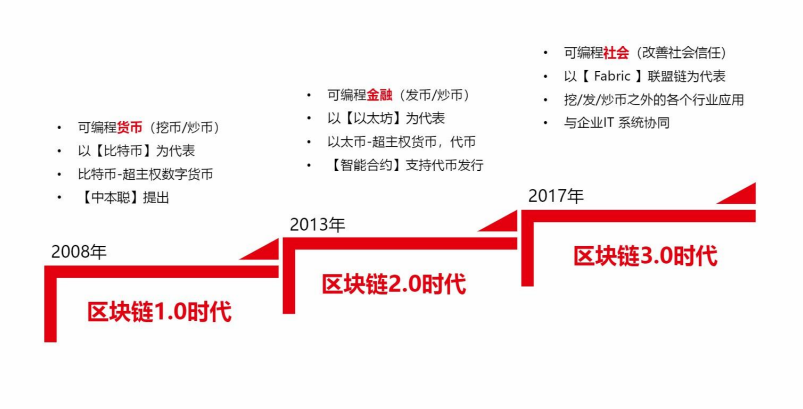 • 可编程货币（挖币/炒币）
• 以【比特币】为代表
• 比特币-超主权数字货币
• 【中本聪】提出
2008年
区块链1.0时代
• 可编程金融（发币/炒币）
• 以【以太坊】为代表
• 以太币-超主权货币，代币
• 【智能合约】支持代币发行
2013年
区块链2.0时代
• 可编程社会（改善社会信任）
• 以【 Fabric 】联盟链为代表
• 挖/发/炒币之外的各个行业应用
• 与企业IT 系统协同
2017年
区块链3.0时代